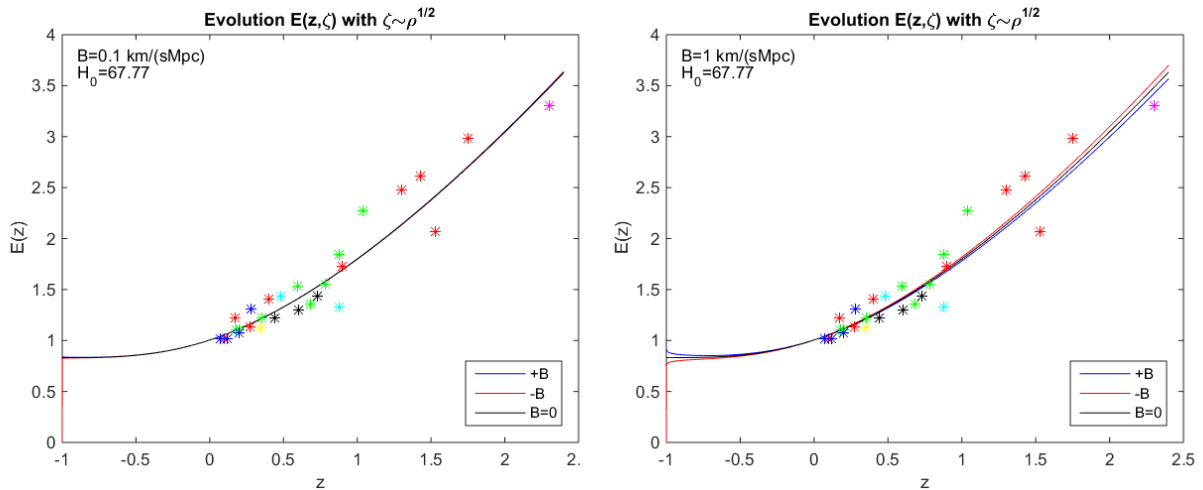 Evolution E(z,ζ) with ζ~ρ^1/2
B=0.1 km/(sMpc)
H_0=67.77
4
3.5
3
2.5
2
1.5
1
0.5
0
E(z)
-1
-0.5
0
0.5
1
1.5
2
2.
z
+B
-B
B=0
Evolution E(z,ζ) with ζ~ρ^1/2
B=1 km/(sMpc)
H_0=67.77
4
3.5
3
2.5
2
1.5
1
0.5
0
E(z)
-1
-0.5
0
0.5
1
1.5
2
2.5
z
+B
-B
B=0